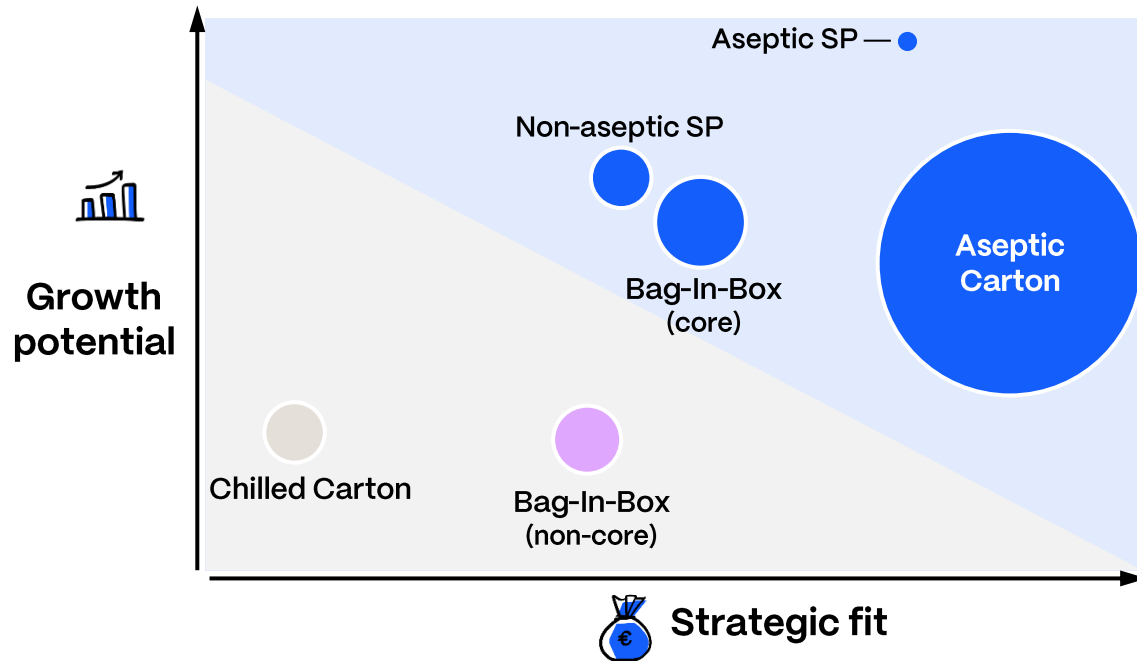 Aseptic SP
Non-aseptic SP
Aseptic
Carton
Bag-In-Box
(core)
Growth
potential
Chilled Carton
Bag-In-Box
(non-core)
€
Strategic fit